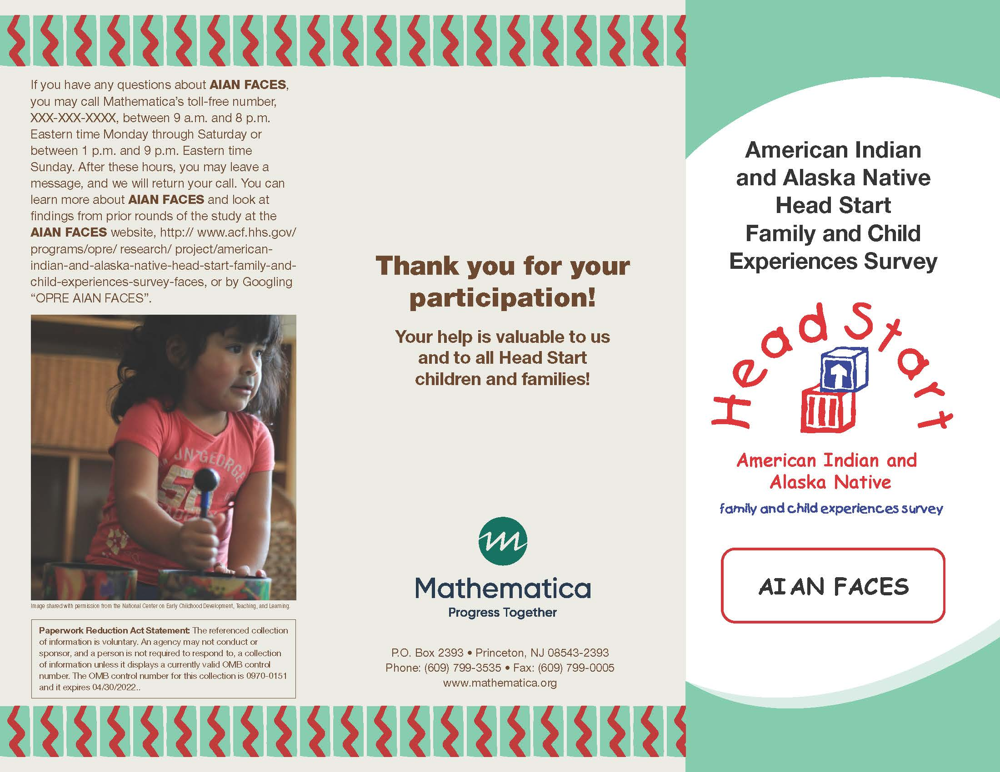 If you have any questions about AIAN FACES,
you may call Mathematica's toll-free number,
XXX-XXX-XXXX, between 9 a.m. and 8 p.m.
Eastern time Monday through Saturday or
between 1 p.m. and 9 p.m. Eastern time
Sunday. After these hours, you may leave a
message, and we will return your call. You can
learn more about AIAN FACES and look at
findings from prior rounds of the study at the
AIAN FACES website, http:// www.acf.hhs.gov/
programs/opre/ research/ project/american-
indian-and-alaska-native-head-start-family-and-
child-experiences-survey-faces, or by Googling
“OPRE AIAN FACES”.
GEORGE
Image shared with permission from the National Center on Early Childhood Development, Teaching, and Learning.
Paperwork Reduction Act Statement: The referenced collection
of information is voluntary. An agency may not conduct or
sponsor, and a person is not required to respond to, a collection
of information unless it displays a currently valid OMB control
number. The OMB control number for this collection is 0970-0151
and it expires 04/30/2022..
Thank you for your
participation!
Your help is valuable to us
and to all Head Start
children and families!
Mathematica
Progress Together
P.O. Box 2393 • Princeton, NJ 08543-2393
Phone: (609) 799-3535 • Fax: (609) 799-0005
www.mathematica.org
American Indian
and Alaska Native
Head Start
Family and Child
Experiences Survey
Head Start
American Indian and
Alaska Native
family and child experiences survey
AIAN FACES